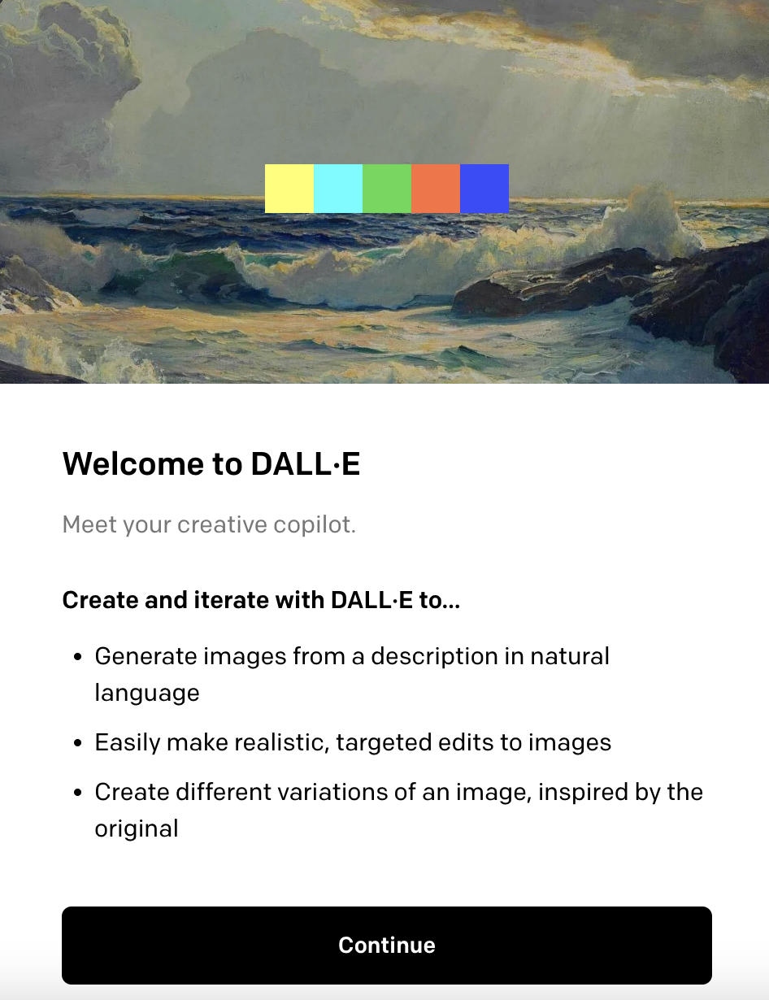 Welcome to DALL·E
Meet your creative copilot.
Create and iterate with DALL·E to...
• Generate images from a description in natural
language
• Easily make realistic, targeted edits to images
• Create different variations of an image, inspired by the
original
Continue